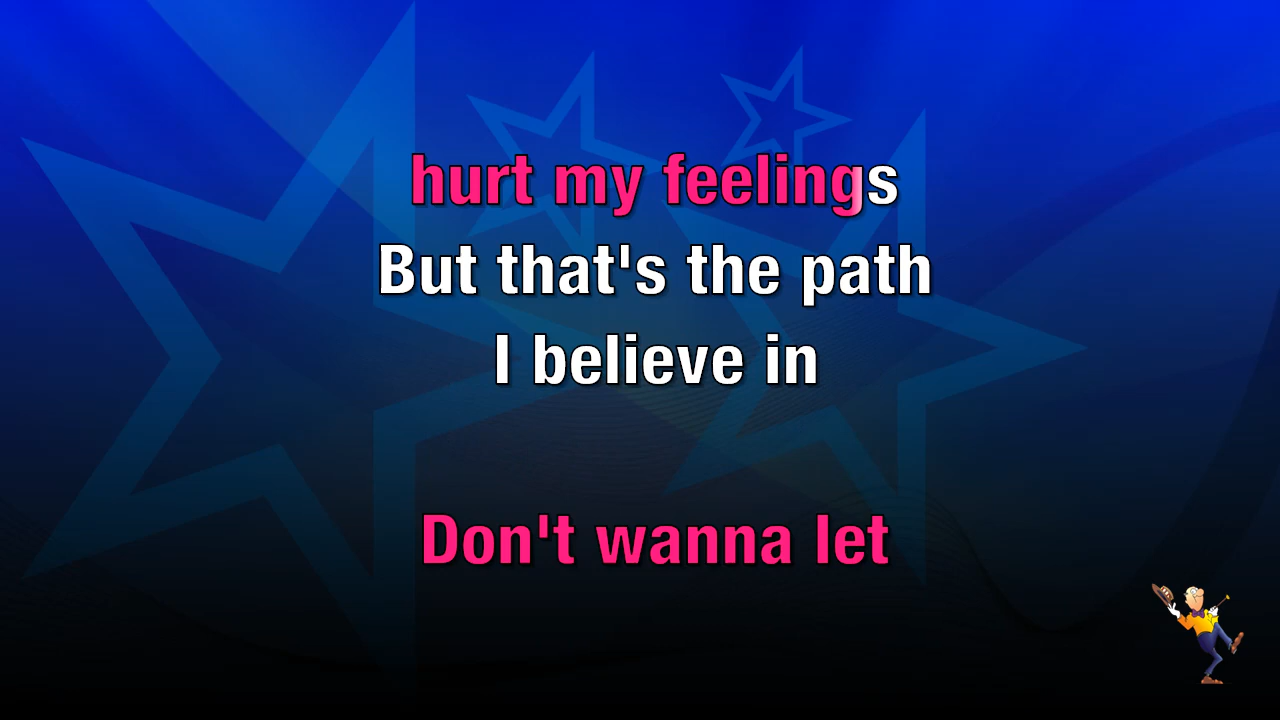 hurt my feelings
But that's the path
I believe in
Don't wanna let